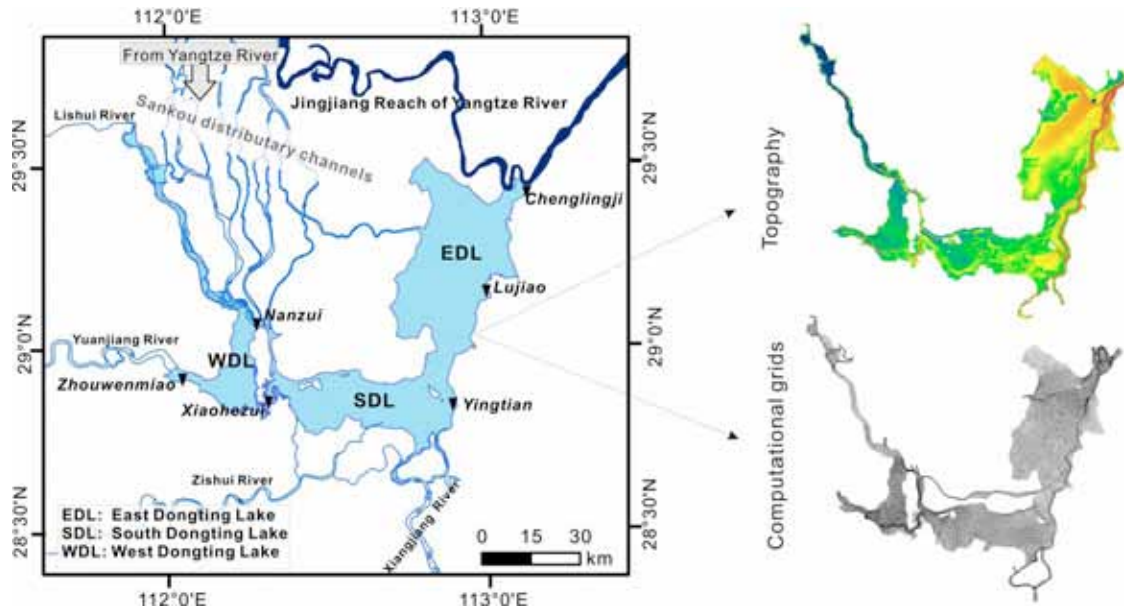 112°0'E
113°0'E
From Yangtze River
Jingjiang Reach of Yangtze River
Lishui River
Sankou distributary channels
29°30'N
29°30'N
Chenglingji
EDL
Lujiao
Nanzui
29°0'N
29°0'N
Yuanjiang River
WDL
Zhouwenmiao
Xiaohezui
SDL
Yingtian
Zishui River
Xiangjiang River
28°30'N
28°30'N
EDL: East Dongting Lake
SDL: South Dongting Lake
WDL: West Dongting Lake
0 15 30
km
112°0'E
113°0'E
Topography
Computational grids